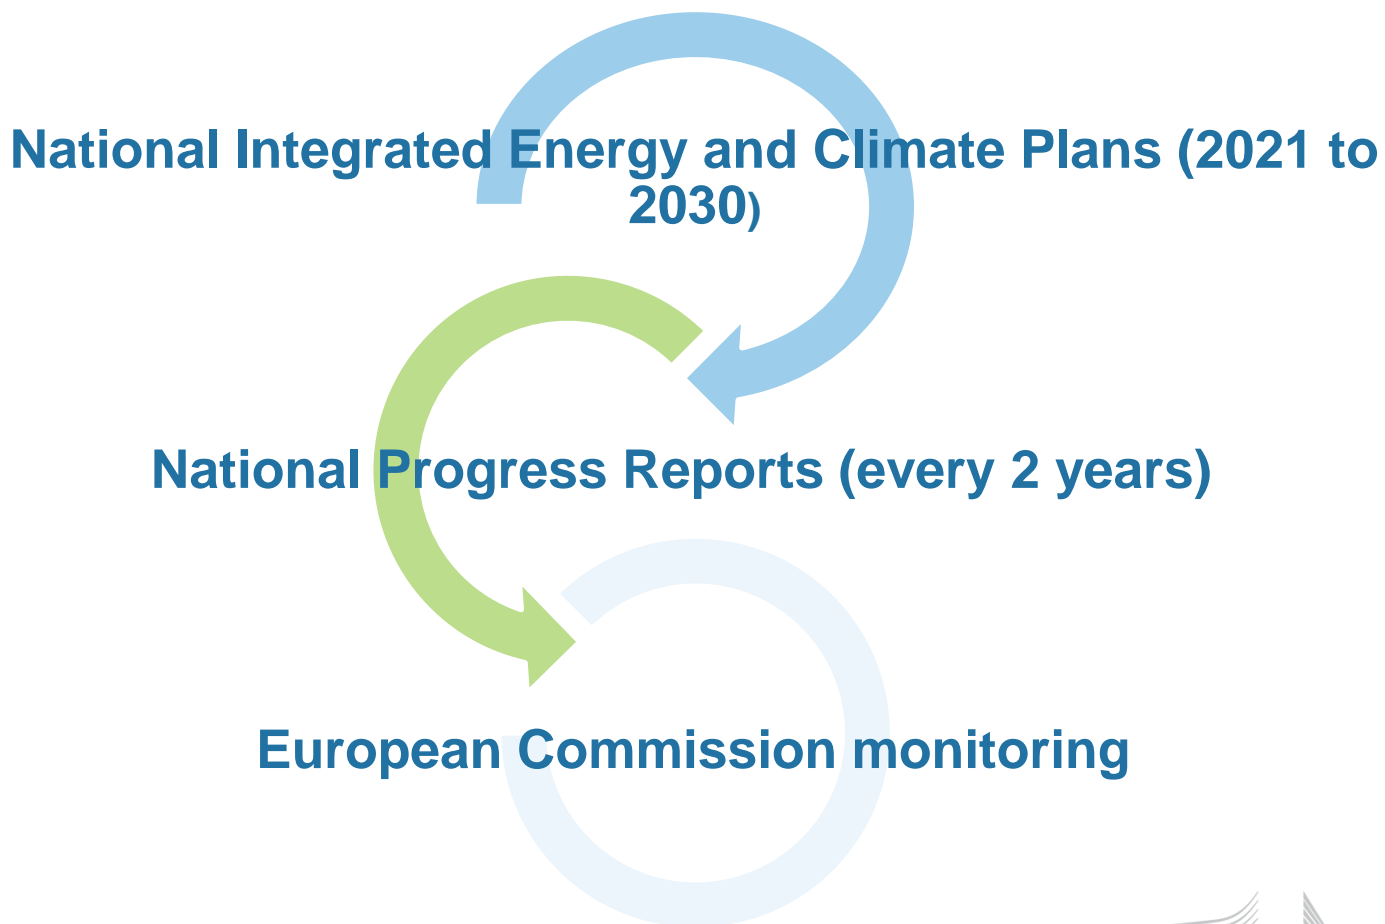 National Integrated Energy and Climate Plans (2021 to
2030)
National Progress Reports (every 2 years)
European Commission monitoring